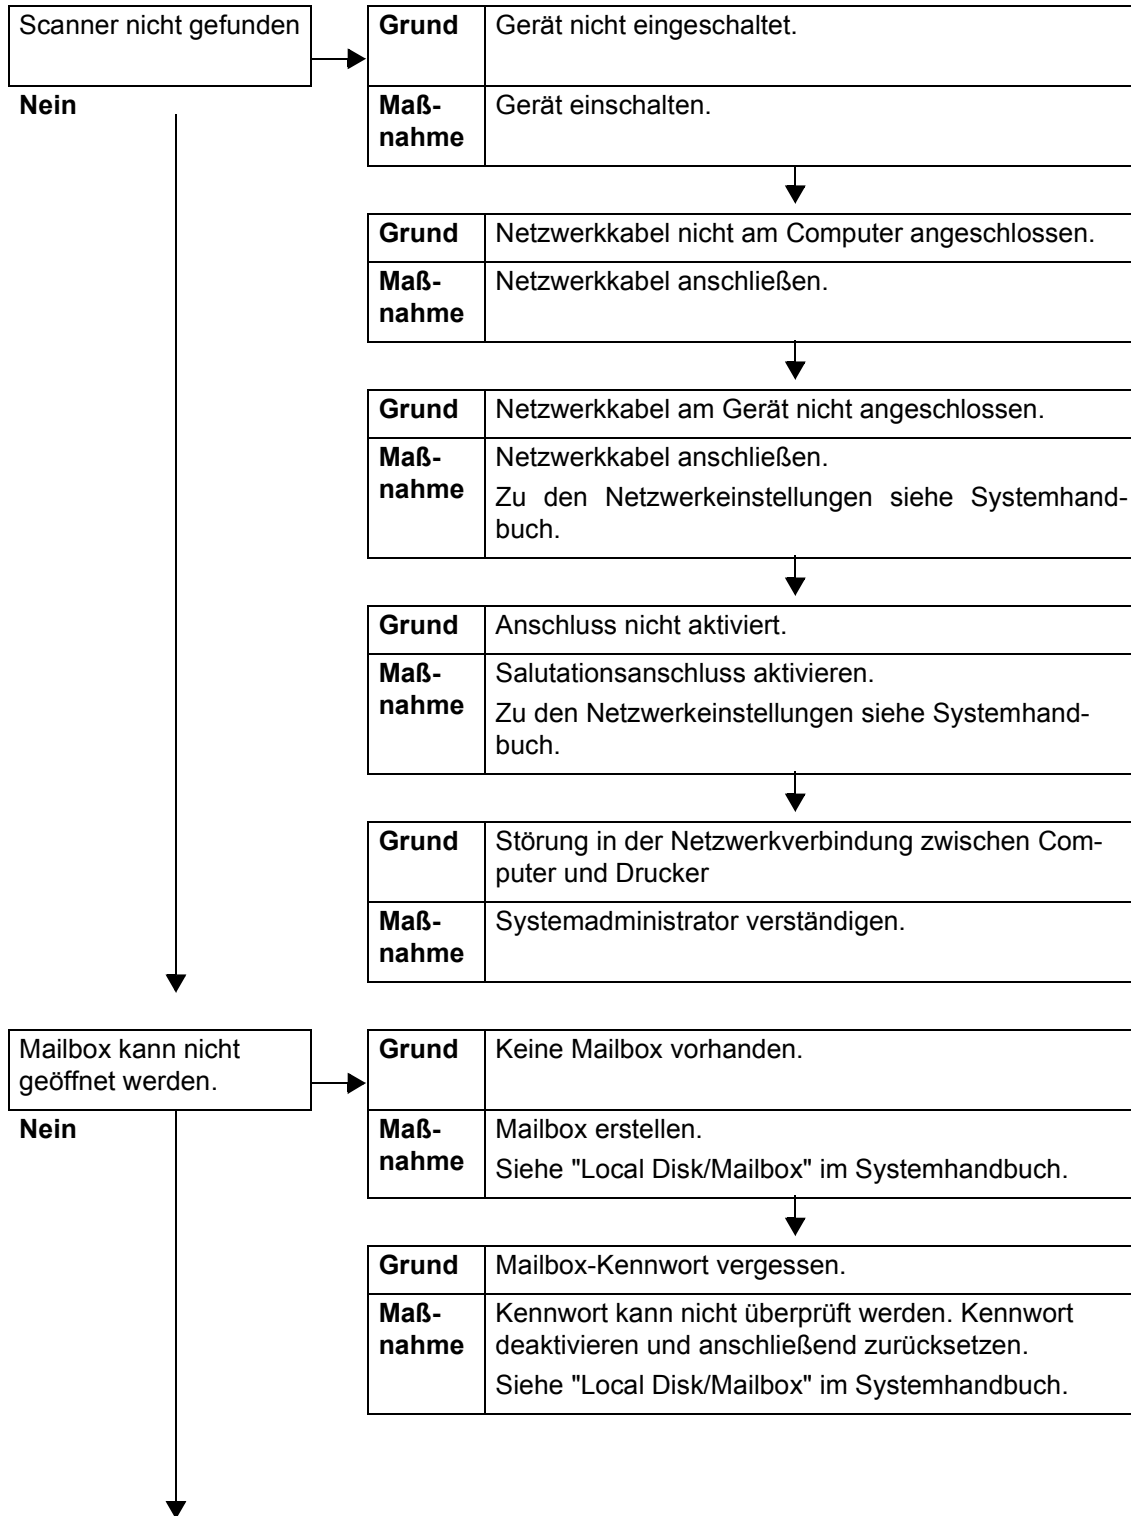 Scanner nicht gefunden
Grund
Gerät nicht eingeschaltet.
Nein
Maß-
nahme
Gerät einschalten.
Grund
Netzwerkkabel nicht am Computer angeschlossen.
Maß-
nahme
Netzwerkkabel anschließen.
Grund
Netzwerkkabel am Gerät nicht angeschlossen.
Maß-
nahme
Netzwerkkabel anschließen.
Zu den Netzwerkeinstellungen siehe Systemhand-
buch.
Grund
Anschluss nicht aktiviert.
Maß-
nahme
Salutationsanschluss aktivieren.
Zu den Netzwerkeinstellungen siehe Systemhand-
buch.
Grund
Störung in der Netzwerkverbindung zwischen Com-
puter und Drucker
Maß-
nahme
Systemadministrator verständigen.
Mailbox kann nicht
geöffnet werden.
Grund
Keine Mailbox vorhanden.
Nein
Maß-
nahme
Mailbox erstellen.
Siehe "Local Disk/Mailbox" im Systemhandbuch.
Grund
Mailbox-Kennwort vergessen.
Maß-
nahme
Kennwort kann nicht überprüft werden. Kennwort
deaktivieren und anschließend zurücksetzen.
Siehe "Local Disk/Mailbox" im Systemhandbuch.